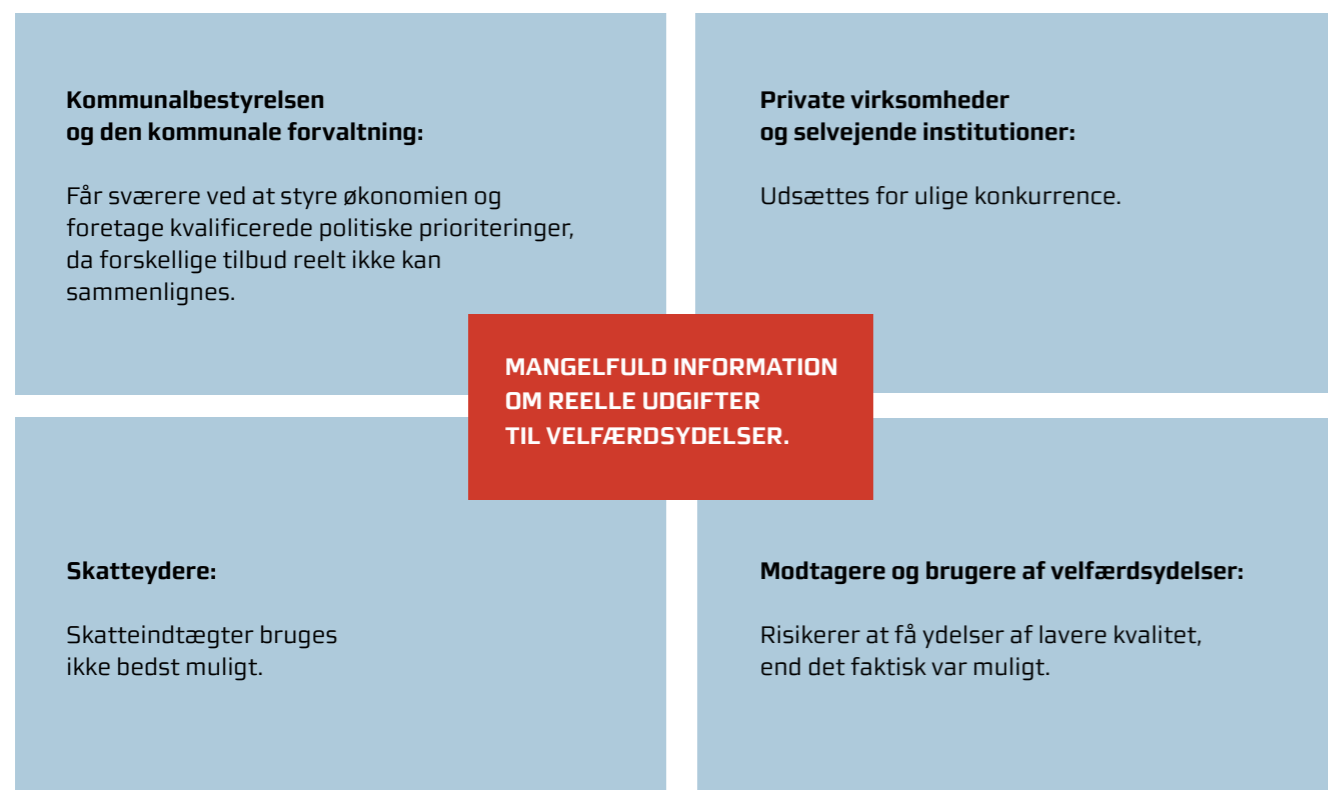 Kommunalbestyrelsen
og den kommunale forvaltning:
Får sværere ved at styre økonomien og
foretage kvalificerede politiske prioriteringer,
da forskellige tilbud reelt ikke kan
sammenlignes.
Private virksomheder
og selvejende institutioner:
Udsættes for ulige konkurrence.
MANGELFULD INFORMATION
OM REELLE UDGIFTER
TIL VELFÆRDSYDELSER.
Skatteydere:
Skatteindtægter bruges
ikke bedst muligt.
Modtagere og brugere af velfærdsydelser:
Risikerer at få ydelser af lavere kvalitet,
end det faktisk var muligt.